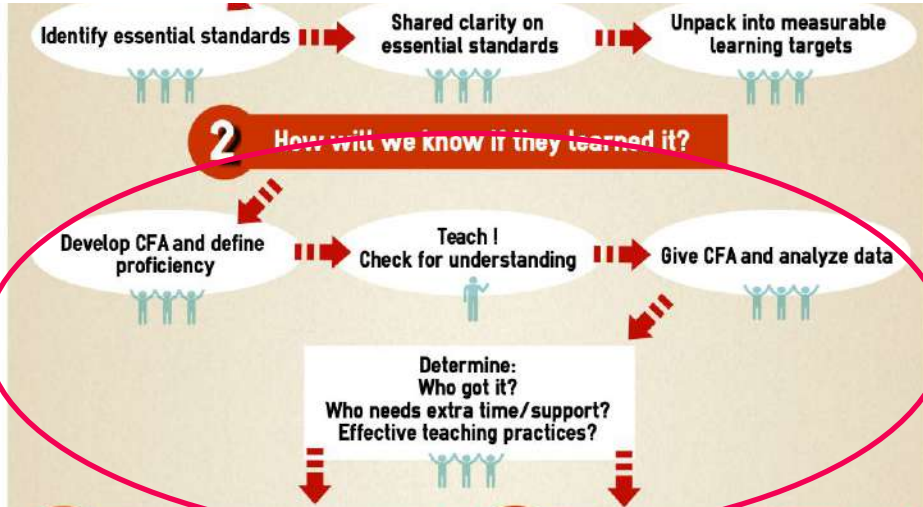 Identify essential standards
Shared clarity on
essential standards
Unpack into measurable
learning targets
2
How will we know if they learned it?
Develop CFA and define
proficiency
Teach !
Check for understanding
Give CFA and analyze data
Determine:
Who got it?
Who needs extra time/support?
Effective teaching practices?